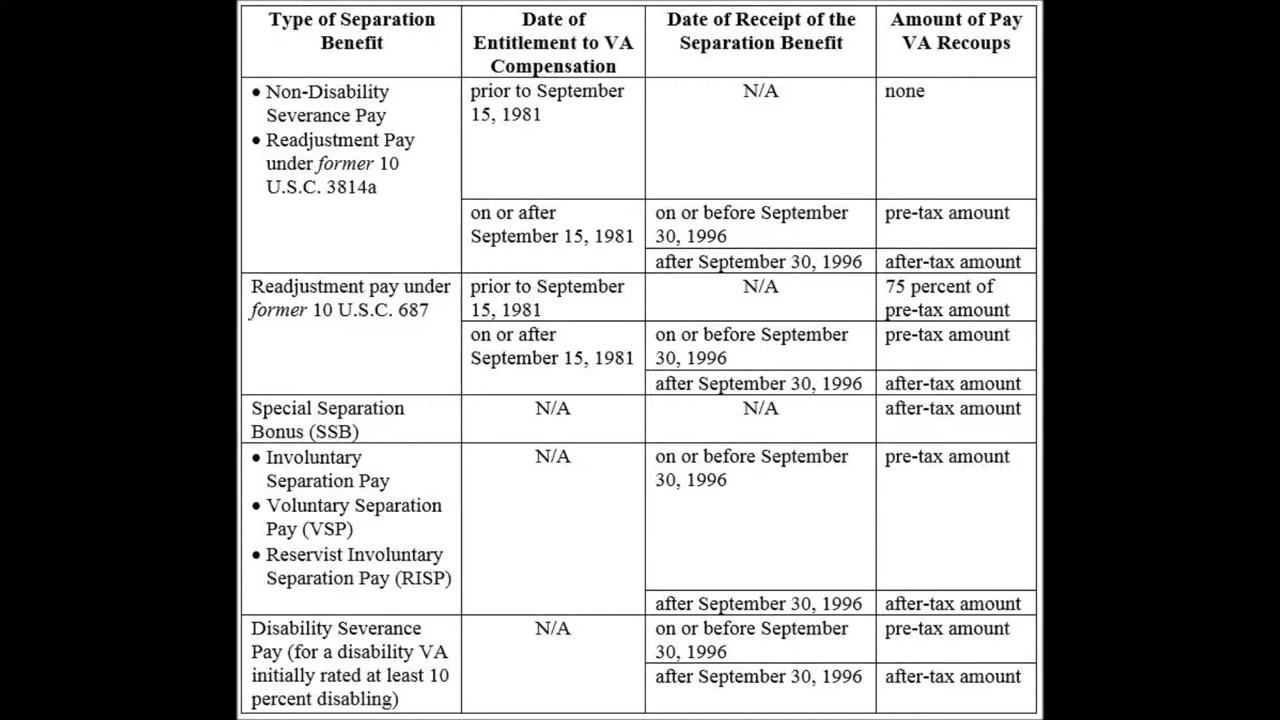 Type of Separation Benefit
Date of Entitlement to VA Compensation
Date of Receipt of the Separation Benefit
Amount of Pay VA Recoups
• Non-Disability
Severance Pay
• Readjustment Pay
under former 10
U.S.C. 3814a
prior to September
15, 1981
N/A
none
on or after
September 15, 1981
on or before September
30, 1996
pre-tax amount
after September 30, 1996
after-tax amount
Readjustment pay under
former 10 U.S.C. 687
prior to September
15, 1981
N/A
75 percent of
pre-tax amount
on or after
September 15, 1981
on or before September
30, 1996
pre-tax amount
after September 30, 1996
after-tax amount
Special Separation
Bonus (SSB)
N/A
N/A
after-tax amount
• Involuntary
Separation Pay
• Voluntary Separation
Pay (VSP)
• Reservist Involuntary
Separation Pay (RISP)
N/A
on or before September
30, 1996
pre-tax amount
after September 30, 1996
after-tax amount
Disability Severance
Pay (for a disability VA
initially rated at least 10
percent disabling)
N/A
on or before September
30, 1996
pre-tax amount
after September 30, 1996
after-tax amount